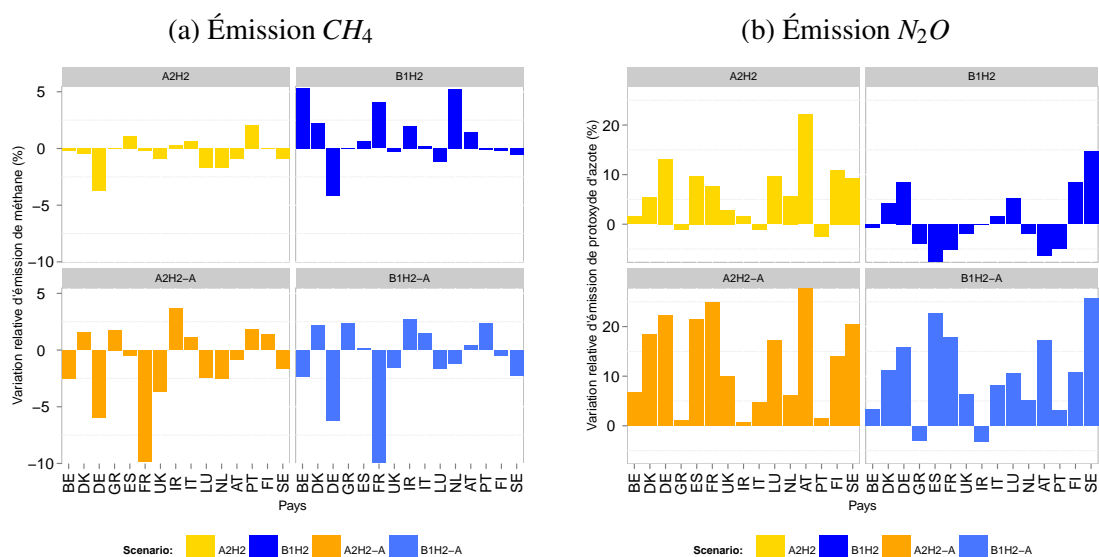 (a) Émission CH4
Variation relative d'émission de méthane (%)
A2H2
B1H2
5
0
−5
−10
A2H2−A
B1H2−A
5
0
−5
−10
BE DK DE GR ES FR UK IR IT LU NL AT PT FI SE
BE DK DE GR ES FR UK IR IT LU NL AT PT FI SE
Pays
Scenario: A2H2 B1H2 A2H2−A B1H2−A
(b) Émission N2O
Variation relative d'émission de protoxyde d'azote (%)
A2H2
B1H2
20
10
0
A2H2−A
B1H2−A
20
10
0
BE DK DE GR ES FR UK IR IT LU NL AT PT FI SE
BE DK DE GR ES FR UK IR IT LU NL AT PT FI SE
Pays
Scenario: A2H2 B1H2 A2H2−A B1H2−A